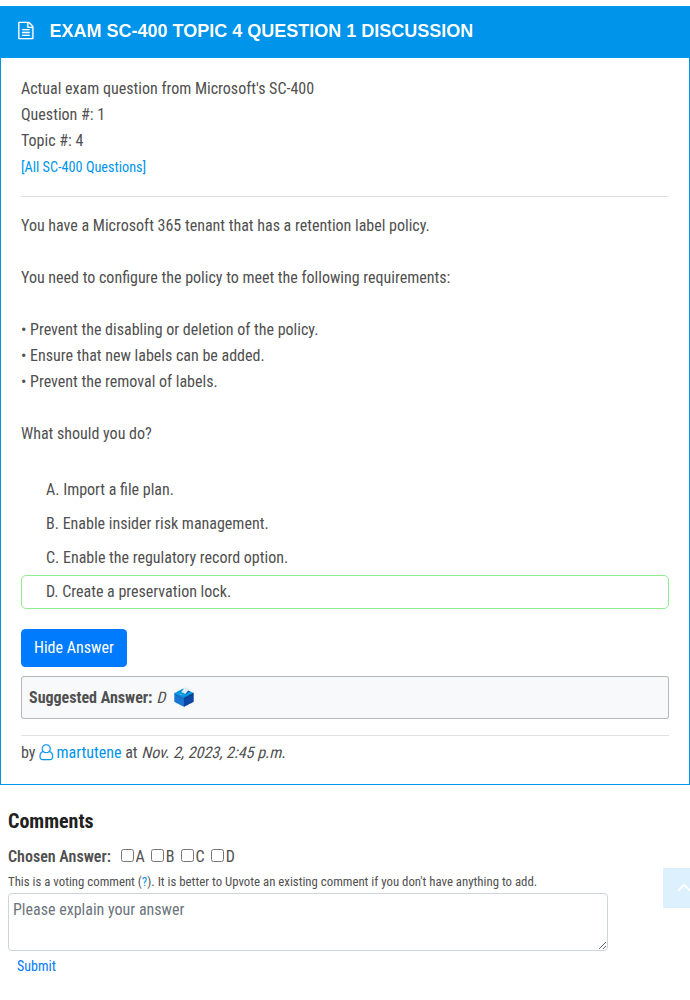 EXAM SC-400 TOPIC 4 QUESTION 1 DISCUSSION
Actual exam question from Microsoft's SC-400
Question #: 1
Topic #: 4
[All SC-400 Questions]
You have a Microsoft 365 tenant that has a retention label policy.
You need to configure the policy to meet the following requirements:
• Prevent the disabling or deletion of the policy.
• Ensure that new labels can be added.
• Prevent the removal of labels.
What should you do?
A. Import a file plan.
B. Enable insider risk management.
C. Enable the regulatory record option.
D. Create a preservation lock.
Hide Answer
Suggested Answer: D
by martutene at Nov. 2, 2023, 2:45 p.m.
Comments
Chosen Answer: A B C D
This is a voting comment (?). It is better to Upvote an existing comment if you don't have anything to add.
Please explain your answer
Submit